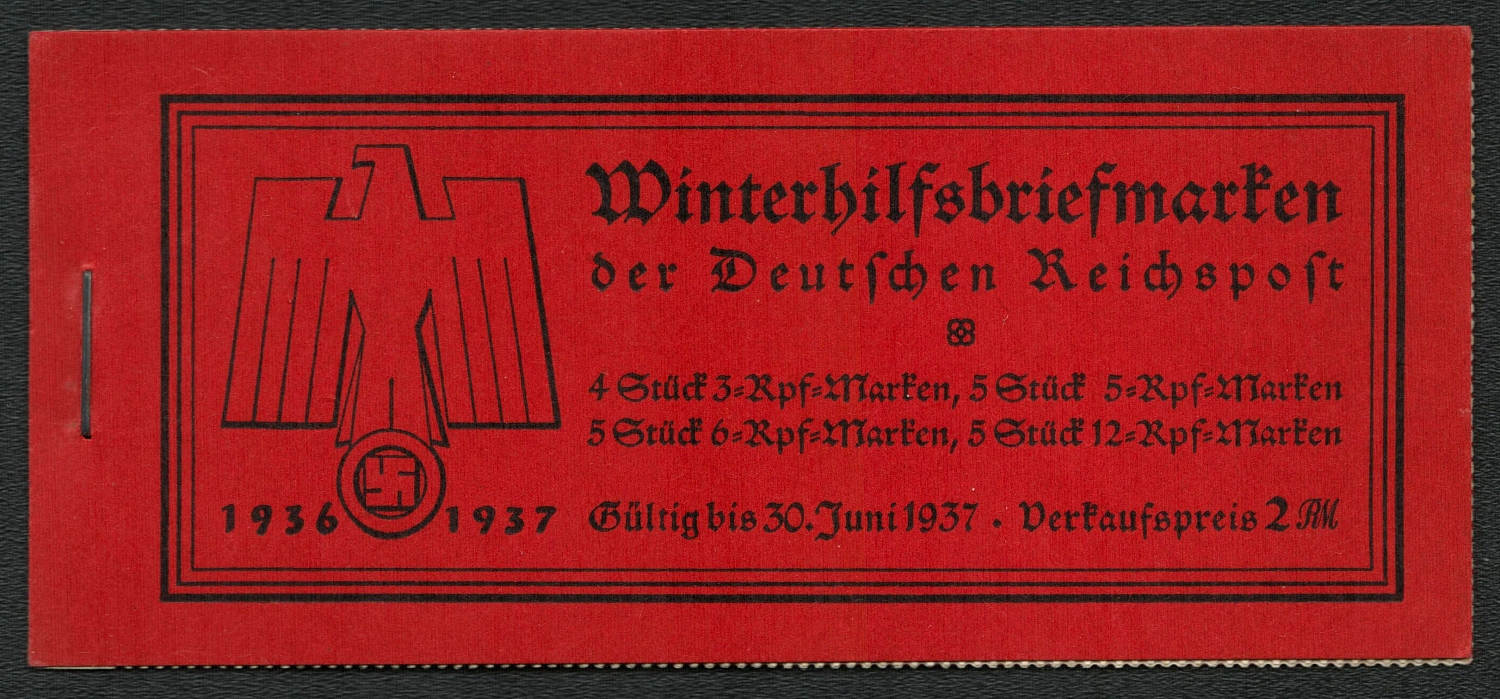 Winterhilfsbriefmarken
der Deutschen Reichspost
4 Stück 3=Rpf=Marken, 5 Stück 5=Rpf=Marken
5 Stück 6=Rpf=Marken, 5 Stück 12=Rpf=Marken
1936 1937
Gültig bis 30. Juni 1937 · Verkaufspreis 2 RM